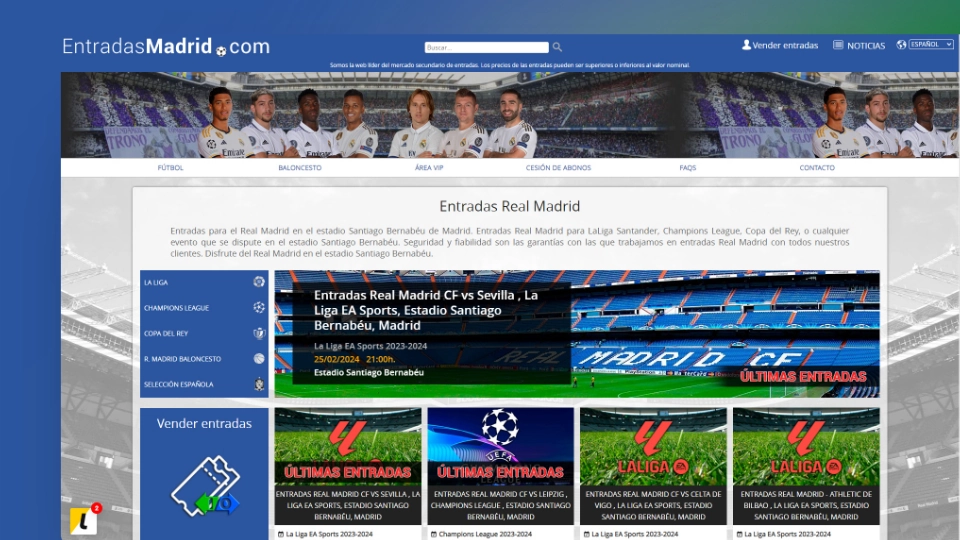 EntradasMadrid.com
Buscar...
Vender entradas
NOTICIAS
ESPAÑOL
Somos la web líder del mercado secundario de entradas. Los precios de las entradas pueden ser superiores o inferiores al valor nominal.
FÚTBOL
BALONCESTO
ÁREA VIP
CESIÓN DE ABONOS
FAQS
CONTACTO
Entradas Real Madrid
Entradas para el Real Madrid en el estadio Santiago Bernabéu de Madrid. Entradas Real Madrid para LaLiga Santander, Champions League, Copa del Rey, o cualquier
evento que se dispute en el estadio Santiago Bernabéu. Seguridad y fiabilidad son las garantías con las que trabajamos en entradas Real Madrid con todos nuestros
clientes. Disfrute del Real Madrid en el estadio Santiago Bernabéu.
LA LIGA
CHAMPIONS LEAGUE
COPA DEL REY
R. MADRID BALONCESTO
SELECCIÓN ESPAÑOLA
Entradas Real Madrid CF vs Sevilla , La
Liga EA Sports, Estadio Santiago
Bernabéu, Madrid
La Liga EA Sports 2023-2024
25/02/2024 21:00h.
Estadio Santiago Bernabéu
REAL MADRID CF
ÚLTIMAS ENTRADAS
Vender entradas
ÚLTIMAS ENTRADAS
ENTRADAS REAL MADRID CF VS SEVILLA , LA
LIGA EA SPORTS, ESTADIO SANTIAGO
BERNABÉU, MADRID
La Liga EA Sports 2023-2024
UEFA
ÚLTIMAS ENTRADAS
ENTRADAS REAL MADRID CF VS LEIPZIG ,
CHAMPIONS LEAGUE , ESTADIO SANTIAGO
BERNABÉU, MADRID
Champions League 2023-2024
LALIGA
ENTRADAS REAL MADRID CF VS CELTA DE
VIGO , LA LIGA EA SPORTS, ESTADIO
SANTIAGO BERNABÉU, MADRID
La Liga EA Sports 2023-2024
LALIGA
ENTRADAS REAL MADRID - ATHLETIC DE
BILBAO , LA LIGA EA SPORTS, ESTADIO
SANTIAGO BERNABÉU, MADRID
La Liga EA Sports 2023-2024
2